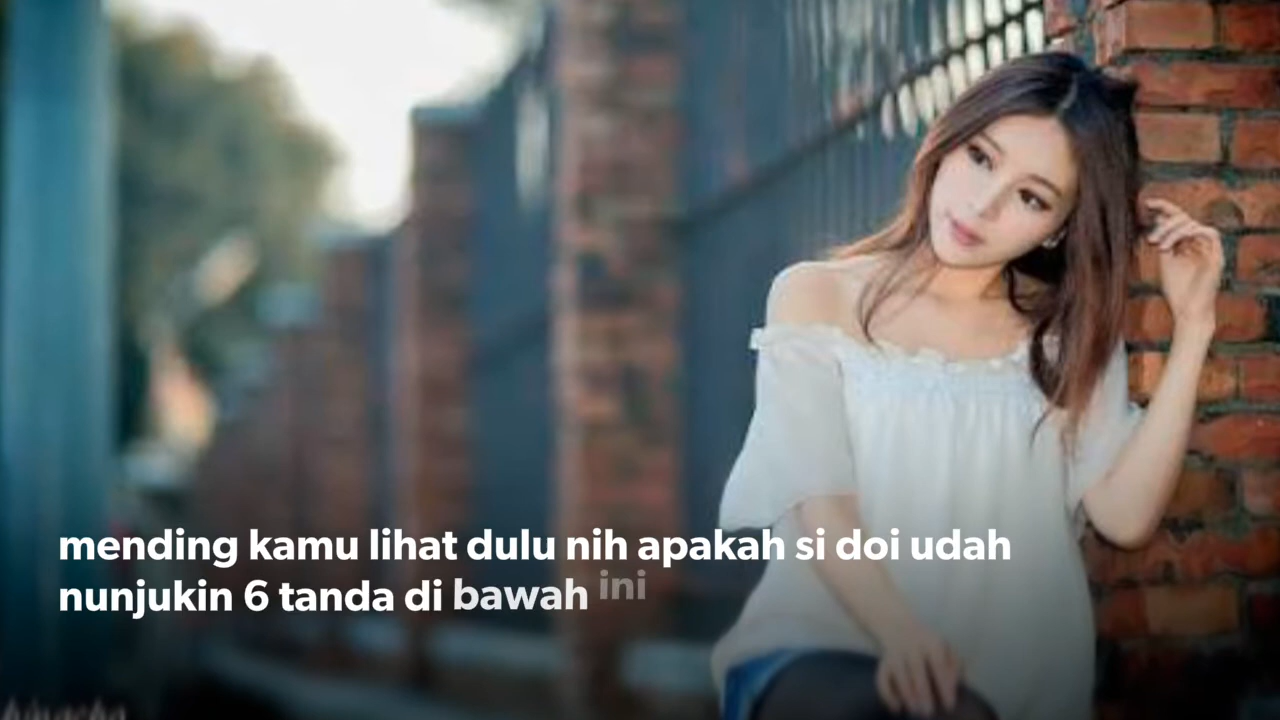 mending kamu lihat dulu nih apakah si doi udah
nunjukin 6 tanda di bawah ini